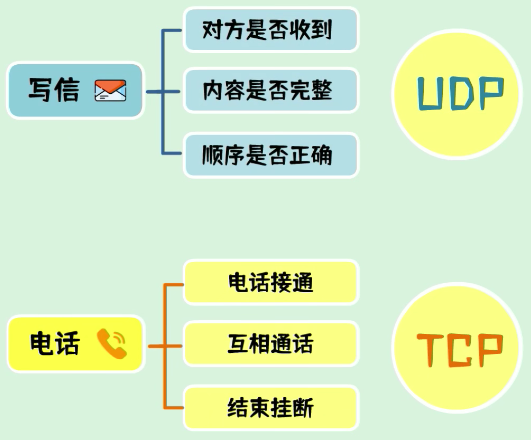 对方是否收到
写信
内容是否完整
UDP
顺序是否正确
电话接通
电话
互相通话
TCP
结束挂断